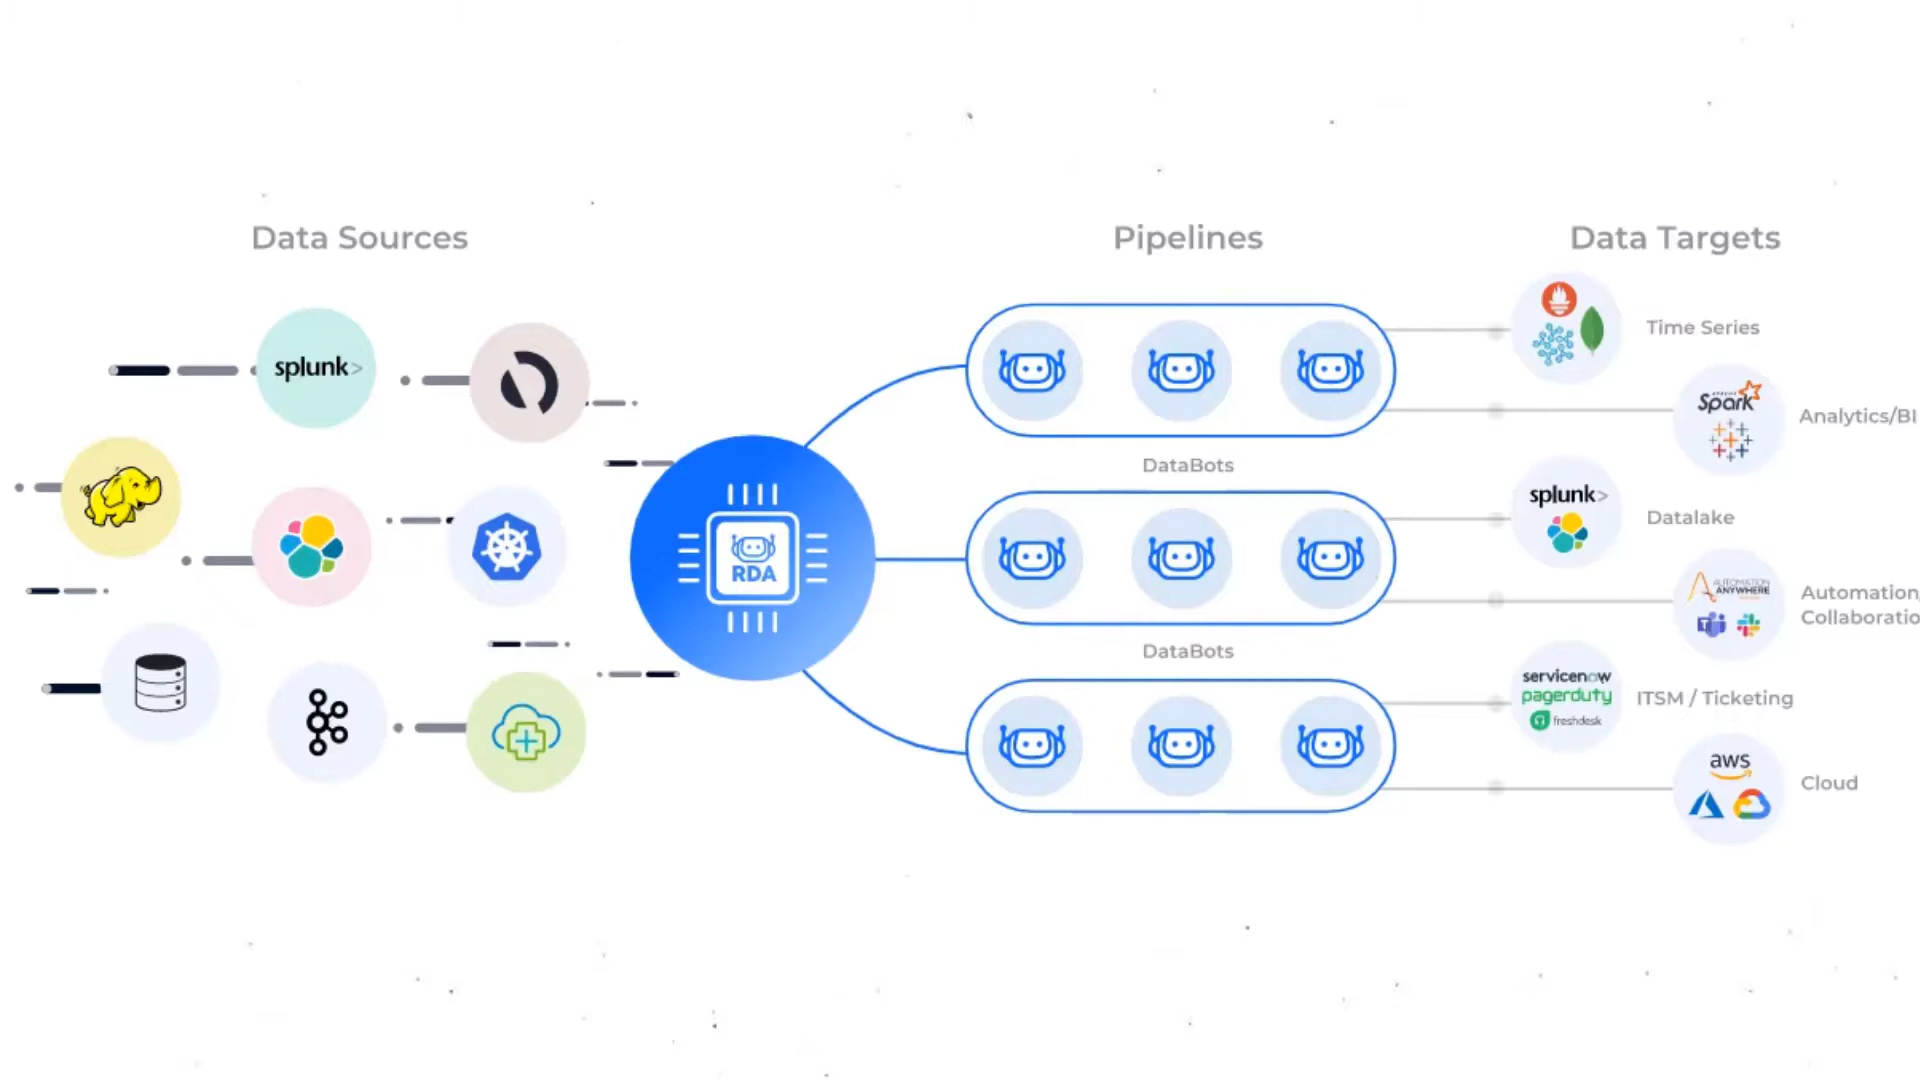 Data Sources
Pipelines
Data Targets
splunk>
RDA
DataBots
DataBots
Time Series
Spark
Analytics/BI
splunk>
Datalake
AUTOMATION
ANYWHERE
Automation/
Collaboratio
T
servicenow
pagerduty
freshdesk
ITSM / Ticketing
aws
Cloud